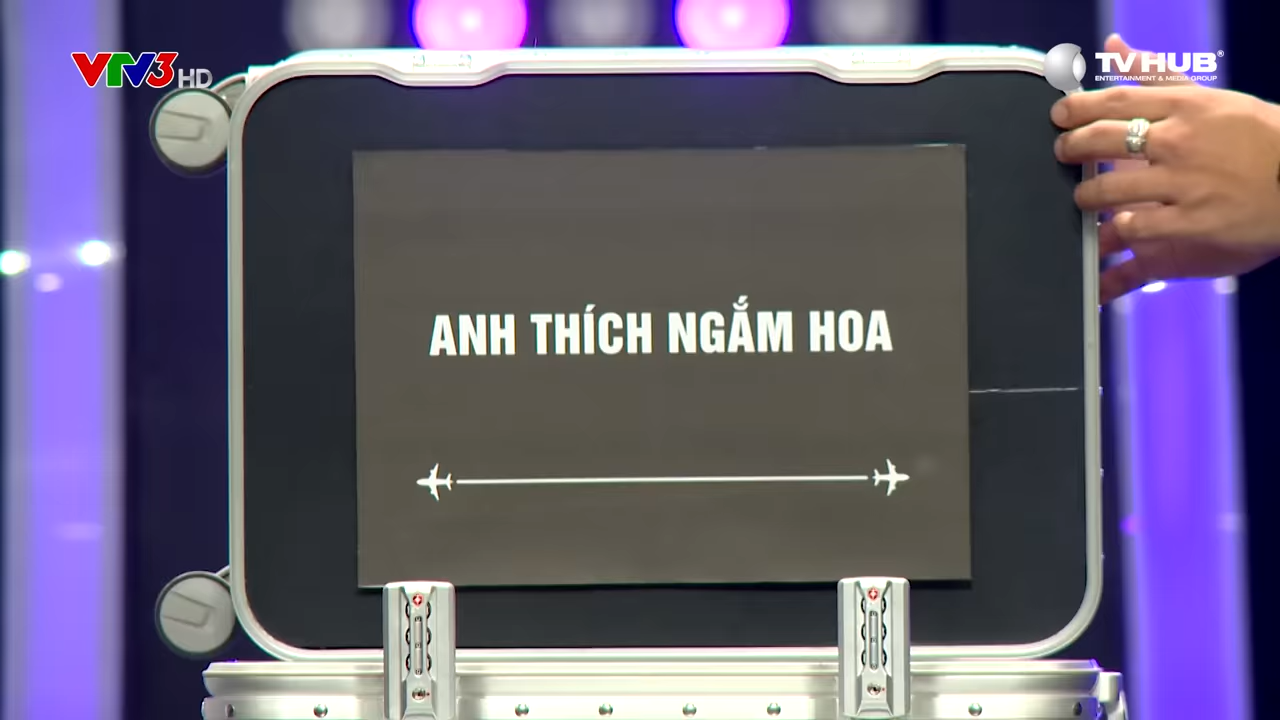 VTV3 HD
TV HUB®
ENTERTAINMENT & MEDIA GROUP
ANH THÍCH NGẮM HOA